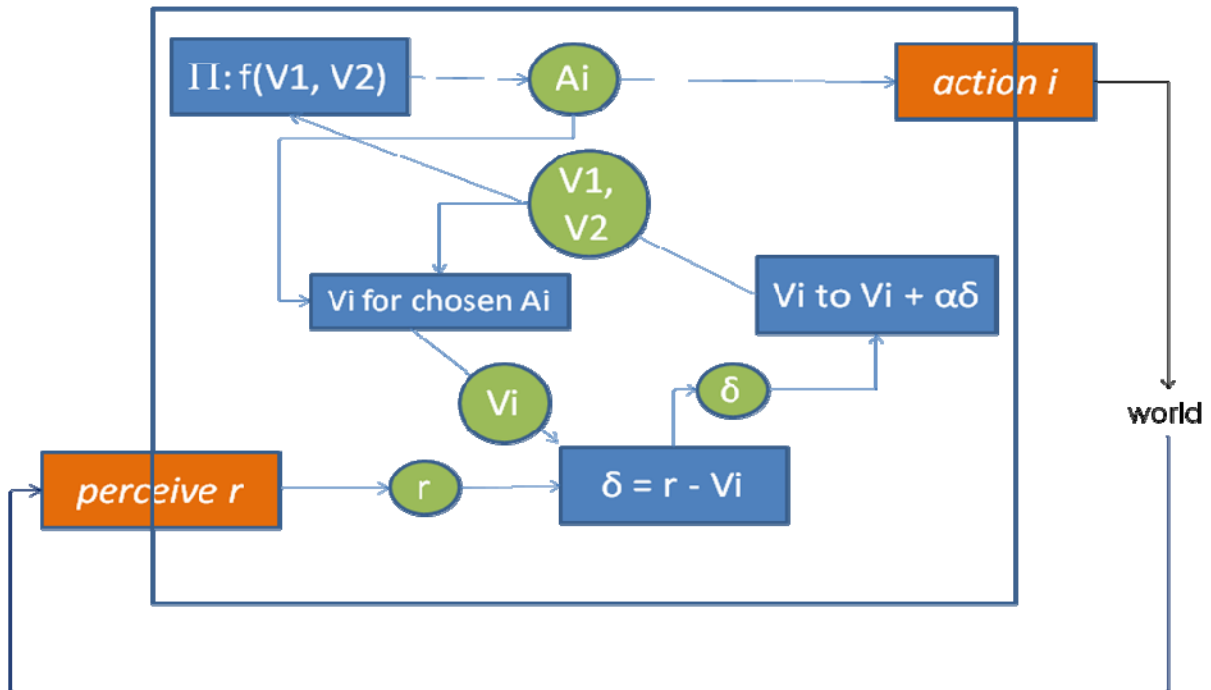 Π: f(V1, V2)
Ai
action i
V1,
V2
Vi for chosen Ai
Vi to Vi + αδ
Vi
δ
world
perceive r
r
δ = r - Vi